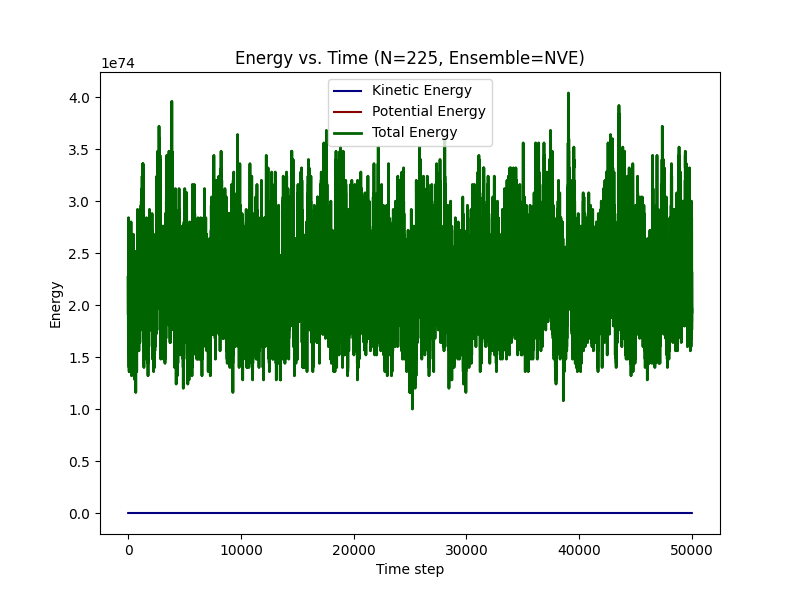 Energy vs. Time (N=225, Ensemble=NVE)
1e74
Kinetic Energy
Potential Energy
Total Energy
4.0
3.5
3.0
2.5
2.0
1.5
1.0
0.5
0.0
Energy
0 10000 20000 30000 40000 50000
Time step